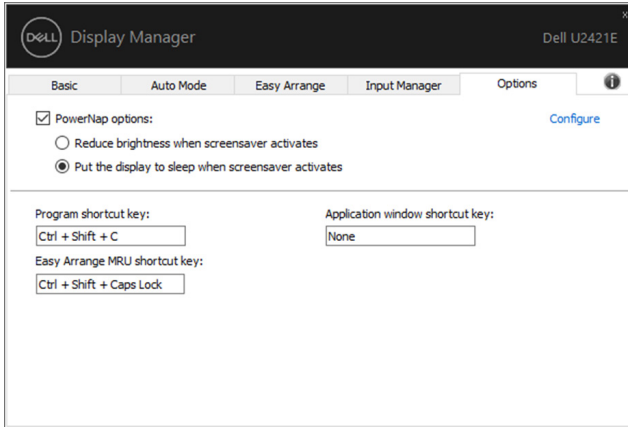 x
DELL Display Manager
Dell U2421E
Basic Auto Mode Easy Arrange Input Manager Options i
PowerNap options:
Configure
Reduce brightness when screensaver activates
Put the display to sleep when screensaver activates
Program shortcut key:
Application window shortcut key:
Ctrl + Shift + C
None
Easy Arrange MRU shortcut key:
Ctrl + Shift + Caps Lock